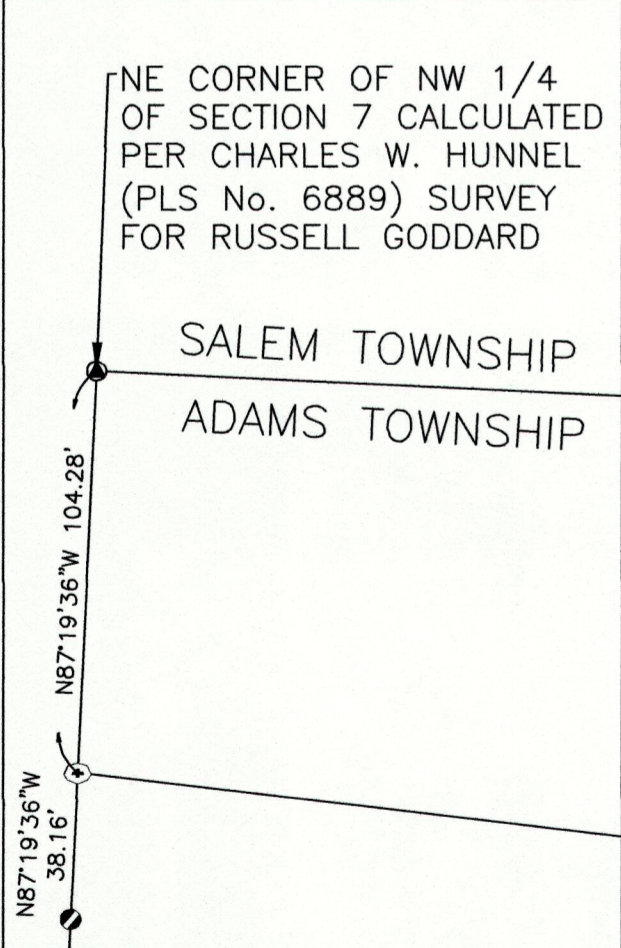 NE CORNER OF NW 1/4
OF SECTION 7 CALCULATED
PER CHARLES W. HUNNEL
(PLS No. 6889) SURVEY
FOR RUSSELL GODDARD
SALEM TOWNSHIP
ADAMS TOWNSHIP
N87°19'36"W 104.28'
N87°19'36"W
38.16'